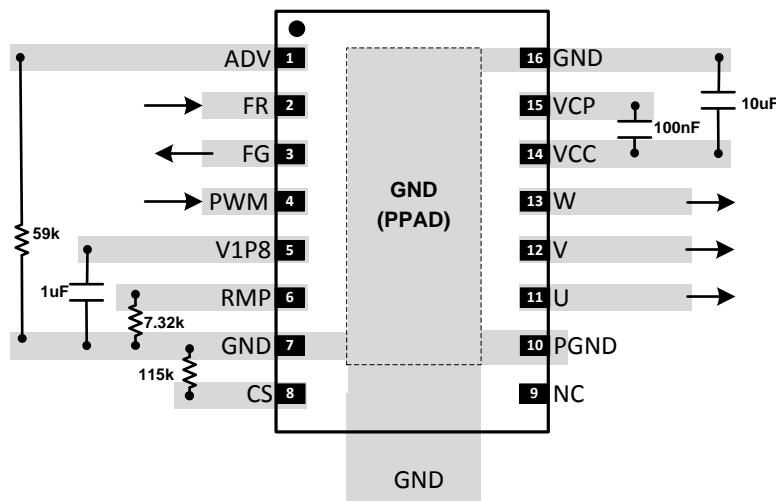 ADV 1
FR 2
FG 3
PWM 4
V1P8 5
RMP 6
GND 7
CS 8
16 GND
15 VCP
14 VCC
13 W
12 V
11 U
10 PGND
9 NC
GND
(PPAD)
GND
59k
1uF
7.32k
115k
100nF
10uF